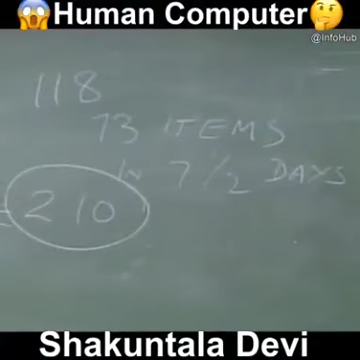 😱Human Computer🤔
@InfoHub
118
73 ITEMS
IN 7 1/2 DAYS
= 210
Shakuntala Devi